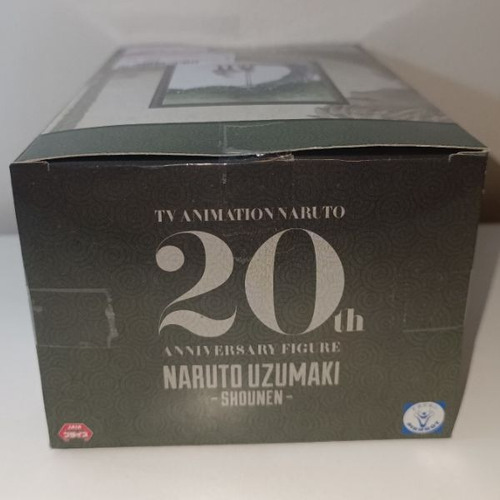 TV ANIMATION NARUTO
20th
ANNIVERSARY FIGURE
NARUTO UZUMAKI
-SHOUNEN-
プライズ